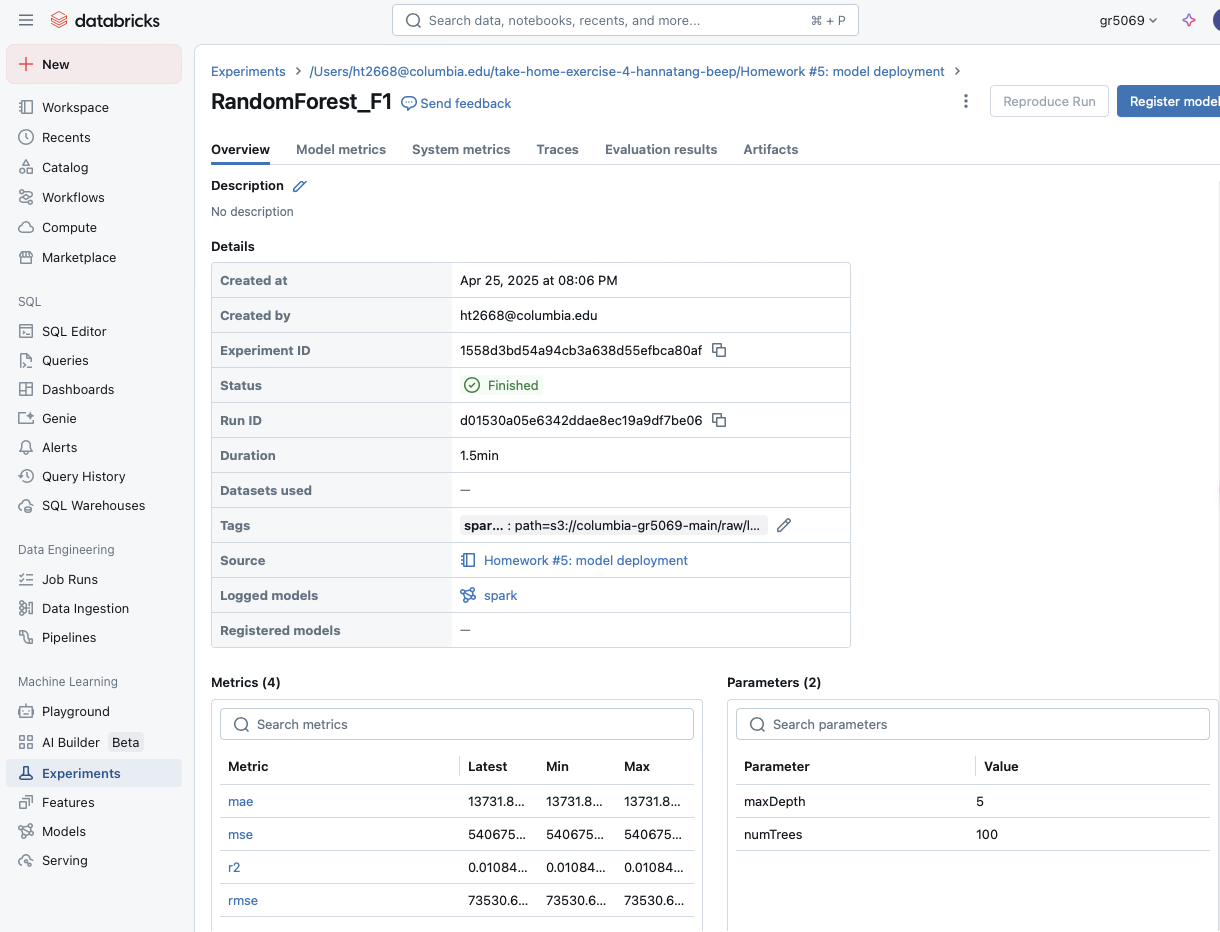 databricks
Search data, notebooks, recents, and more...
⌘ + P
gr5069
New
Workspace
Recents
Catalog
Workflows
Compute
Marketplace
SQL
SQL Editor
Queries
Dashboards
Genie
Alerts
Query History
SQL Warehouses
Data Engineering
Job Runs
Data Ingestion
Pipelines
Machine Learning
Playground
AI Builder Beta
Experiments
Features
Models
Serving
Experiments > /Users/ht2668@columbia.edu/take-home-exercise-4-hannatang-beep/Homework #5: model deployment >
RandomForest_F1 Send feedback
Reproduce Run
Register model
Overview Model metrics System metrics Traces Evaluation results Artifacts
Description
No description
Details
Created at Apr 25, 2025 at 08:06 PM
Created by ht2668@columbia.edu
Experiment ID 1558d3bd54a94cb3a638d55efbca80af
Status Finished
Run ID d01530a05e6342ddae8ec19a9df7be06
Duration 1.5min
Datasets used —
Tags spar... : path=s3://columbia-gr5069-main/raw/l...
Source Homework #5: model deployment
Logged models spark
Registered models —
Metrics (4)
Search metrics
Metric Latest Min Max
mae 13731.8... 13731.8... 13731.8...
mse 540675... 540675... 540675...
r2 0.01084... 0.01084... 0.01084...
rmse 73530.6... 73530.6... 73530.6...
Parameters (2)
Search parameters
Parameter Value
maxDepth 5
numTrees 100